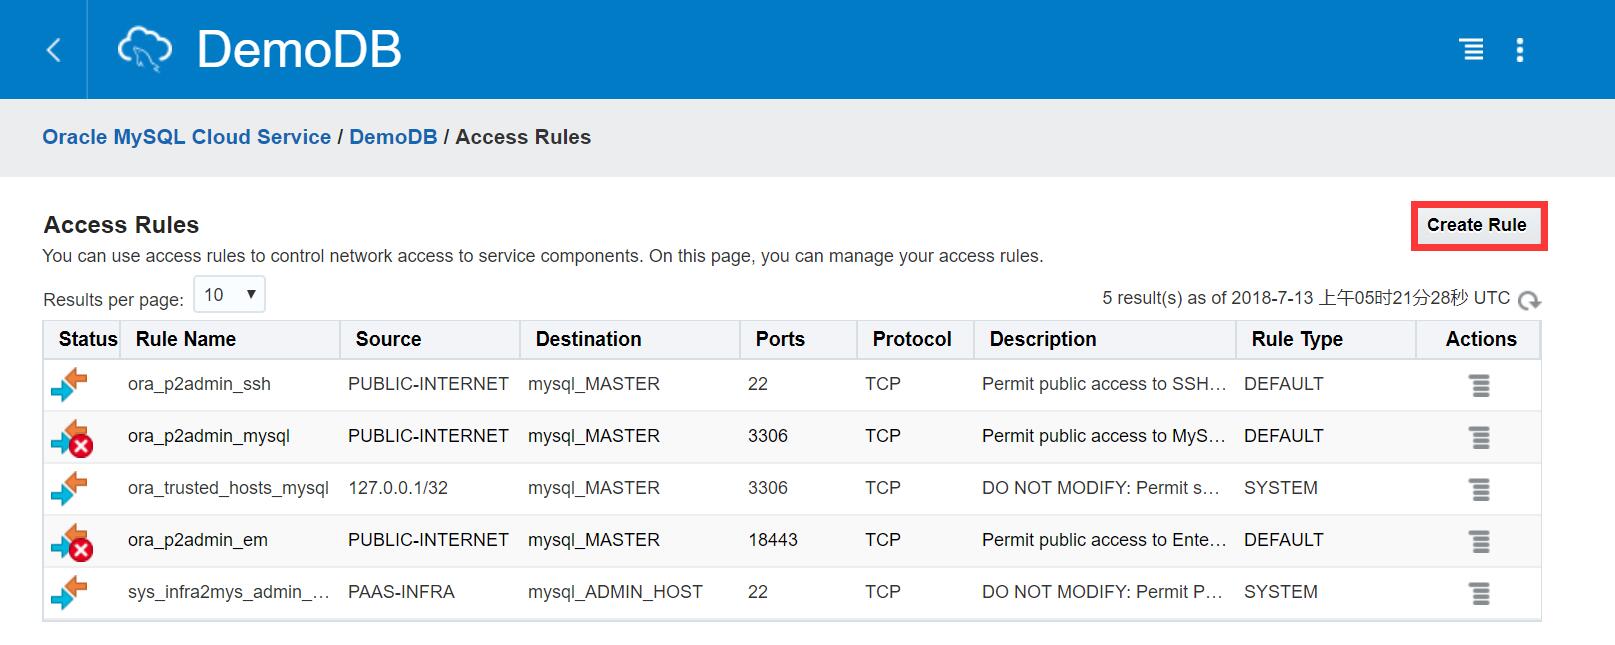 DemoDB
Oracle MySQL Cloud Service / DemoDB / Access Rules
Access Rules
Create Rule
You can use access rules to control network access to service components. On this page, you can manage your access rules.
Results per page: 10
5 result(s) as of 2018-7-13 上午05时21分28秒 UTC
Status Rule Name Source Destination Ports Protocol Description Rule Type Actions
ora_p2admin_ssh PUBLIC-INTERNET mysql_MASTER 22 TCP Permit public access to SSH... DEFAULT
ora_p2admin_mysql PUBLIC-INTERNET mysql_MASTER 3306 TCP Permit public access to MyS... DEFAULT
ora_trusted_hosts_mysql 127.0.0.1/32 mysql_MASTER 3306 TCP DO NOT MODIFY: Permit s... SYSTEM
ora_p2admin_em PUBLIC-INTERNET mysql_MASTER 18443 TCP Permit public access to Ente... DEFAULT
sys_infra2mys_admin_... PAAS-INFRA mysql_ADMIN_HOST 22 TCP DO NOT MODIFY: Permit P... SYSTEM